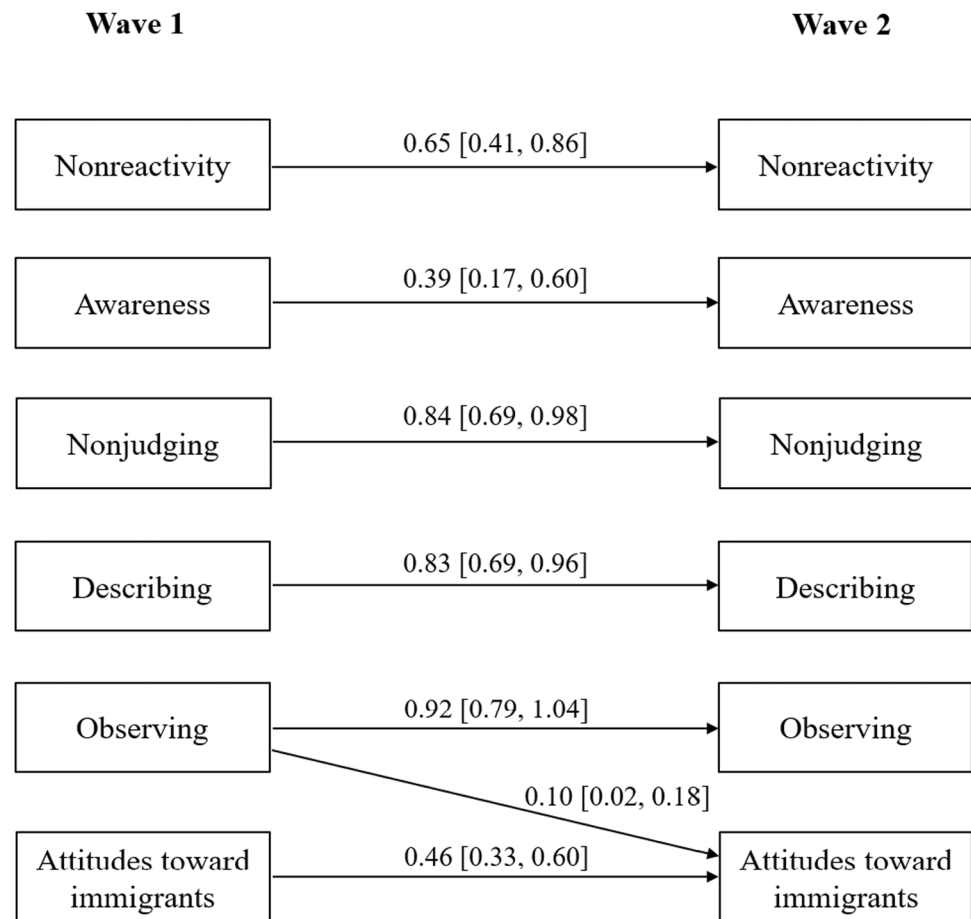 Wave 1 Wave 2
Nonreactivity 0.65 [0.41, 0.86] Nonreactivity
Awareness 0.39 [0.17, 0.60] Awareness
Nonjudging 0.84 [0.69, 0.98] Nonjudging
Describing 0.83 [0.69, 0.96] Describing
Observing 0.92 [0.79, 1.04] Observing
0.10 [0.02, 0.18]
Attitudes toward 0.46 [0.33, 0.60] Attitudes toward
immigrants immigrants